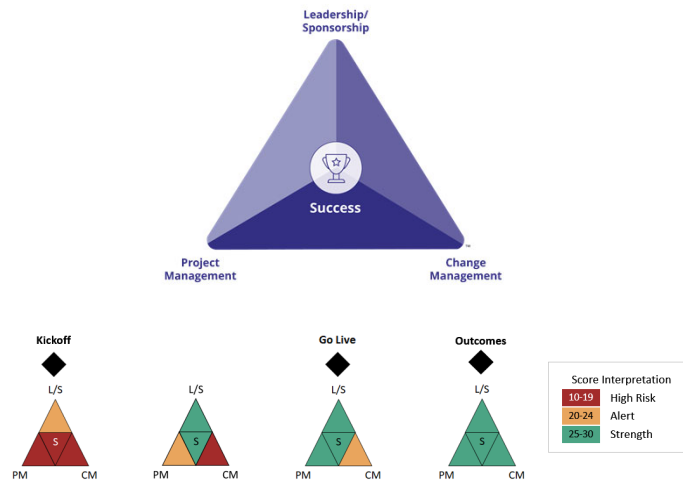 Leadership/
Sponsorship
Success
™
Project
Management
Change
Management
Kickoff
Go Live
Outcomes
L/S
L/S
L/S
L/S
S
S
S
S
PM
CM
PM
CM
PM
CM
PM
CM
Score Interpretation
10-19 High Risk
20-24 Alert
25-30 Strength